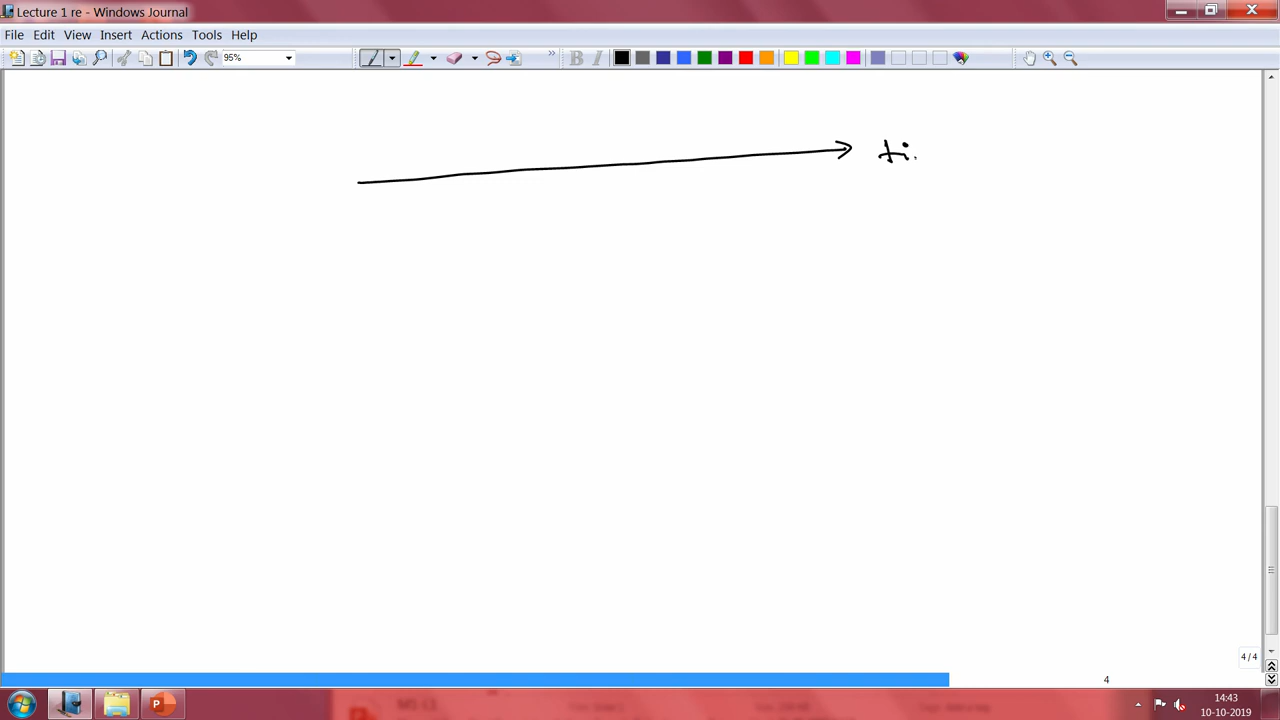 Lecture 1 re - Windows Journal
File Edit View Insert Actions Tools Help
95%
ti
4 / 4
4
14:43
10-10-2019